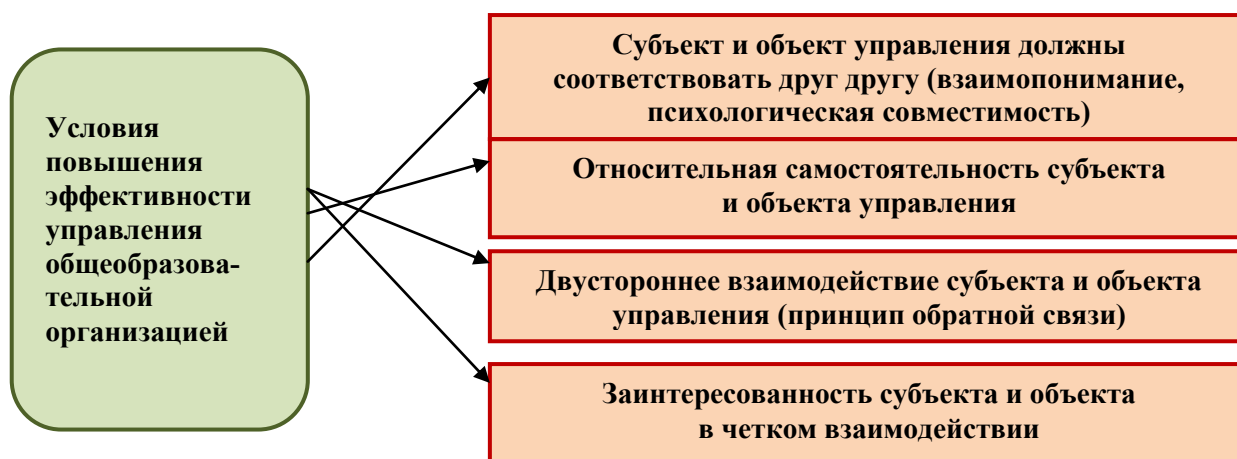 Условия
повышения
эффективности
управления
общеобразова-
тельной
организацией
Субъект и объект управления должны
соответствовать друг другу (взаимопонимание,
психологическая совместимость)
Относительная самостоятельность субъекта
и объекта управления
Двустороннее взаимодействие субъекта и объекта
управления (принцип обратной связи)
Заинтересованность субъекта и объекта
в четком взаимодействии